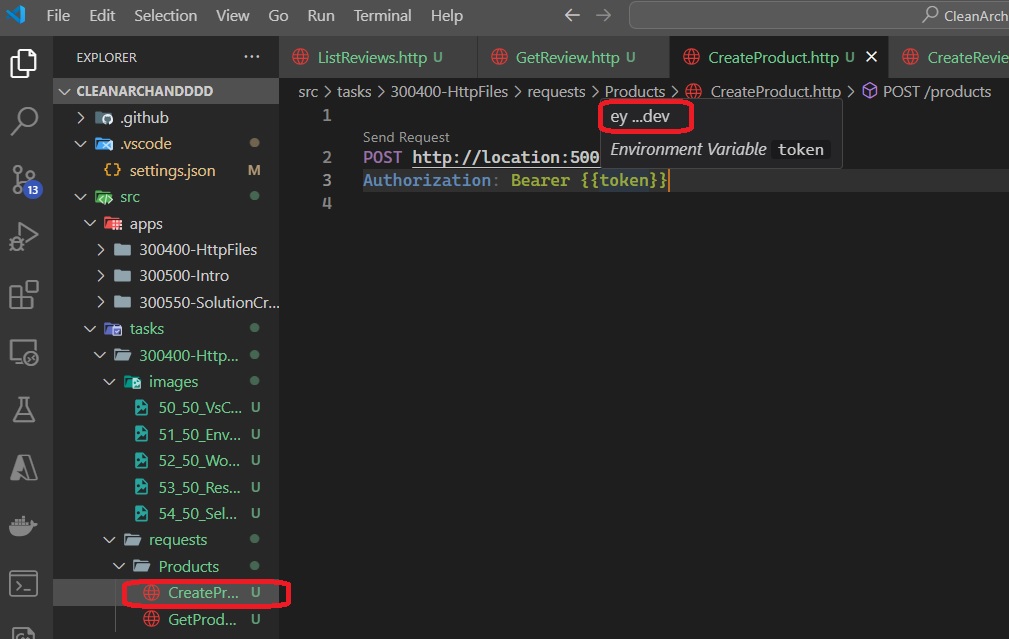 File Edit Selection View Go Run Terminal Help
CleanArch
EXPLORER ...
CLEANARCHANDDDD
.github
.vscode
settings.json M
src
apps
300400-HttpFiles
300500-Intro
300550-SolutionCr...
tasks
300400-Http...
images
50_50_VsC... U
51_50_Env... U
52_50_Wo... U
53_50_Res... U
54_50_Sel... U
requests
Products
CreatePr... U
GetProd... U
13
ListReviews.http U
GetReview.http U
CreateProduct.http U
CreateRevie
src > tasks > 300400-HttpFiles > requests > Products > CreateProduct.http > POST /products
1
Send Request
2 POST http://location:500
3 Authorization: Bearer {{token}}
4
ey ...dev
Environment Variable token